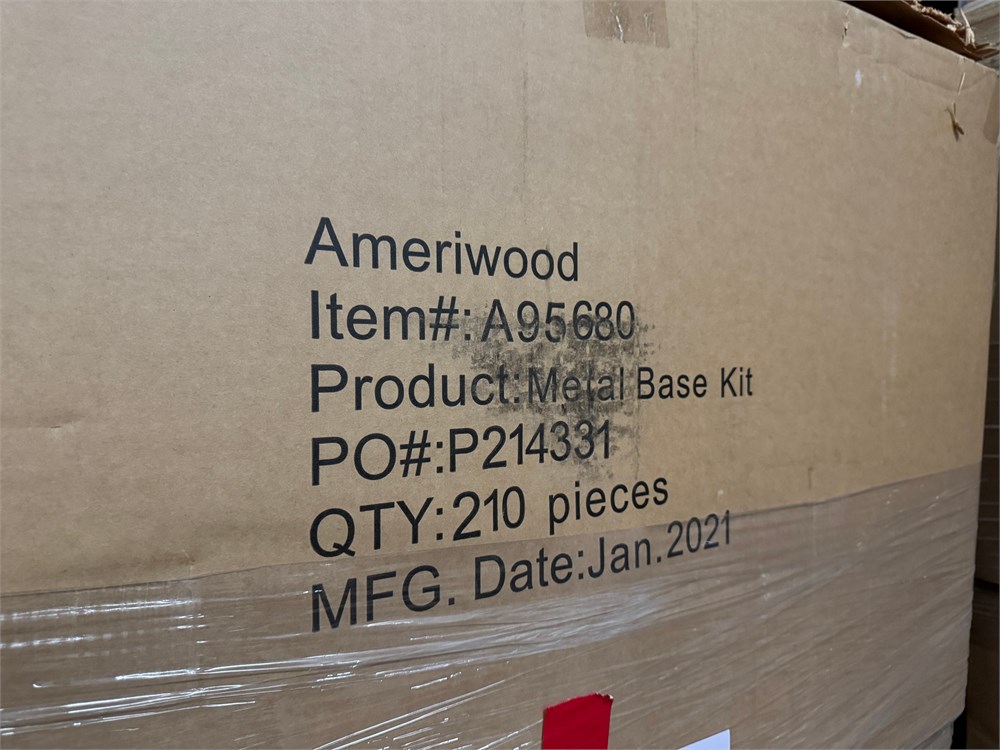 Ameriwood
Item#: A95680
Product:Metal Base Kit
PO#:P214331
QTY:210 pieces
MFG. Date:Jan.2021